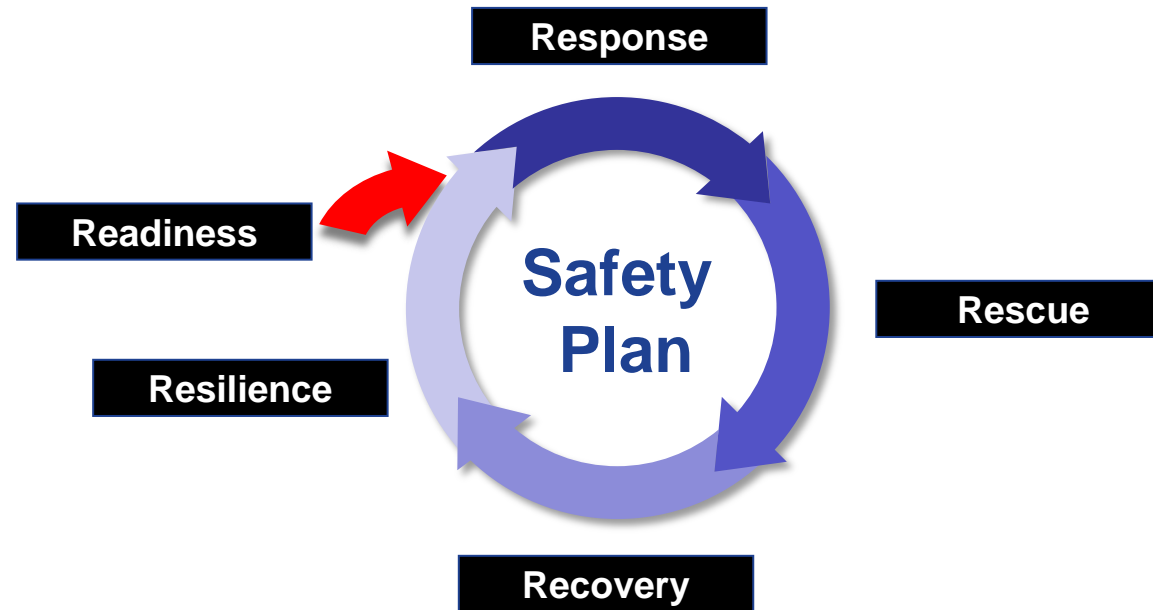 Response
Readiness
Safety
Plan
Rescue
Resilience
Recovery